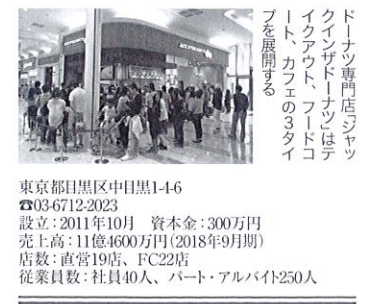 ドーナツ専門店「ジャッ
クインザドーナツ」はテ
イクアウト、フードコ
ート、カフェの3タイ
プを展開する
東京都目黒区中目黒1-4-6
☎03-6712-2023
設立：2011年10月　資本金：300万円
売上高：11億4600万円（2018年9月期）
店数：直営19店、FC22店
従業員数：社員40人、パート・アルバイト250人